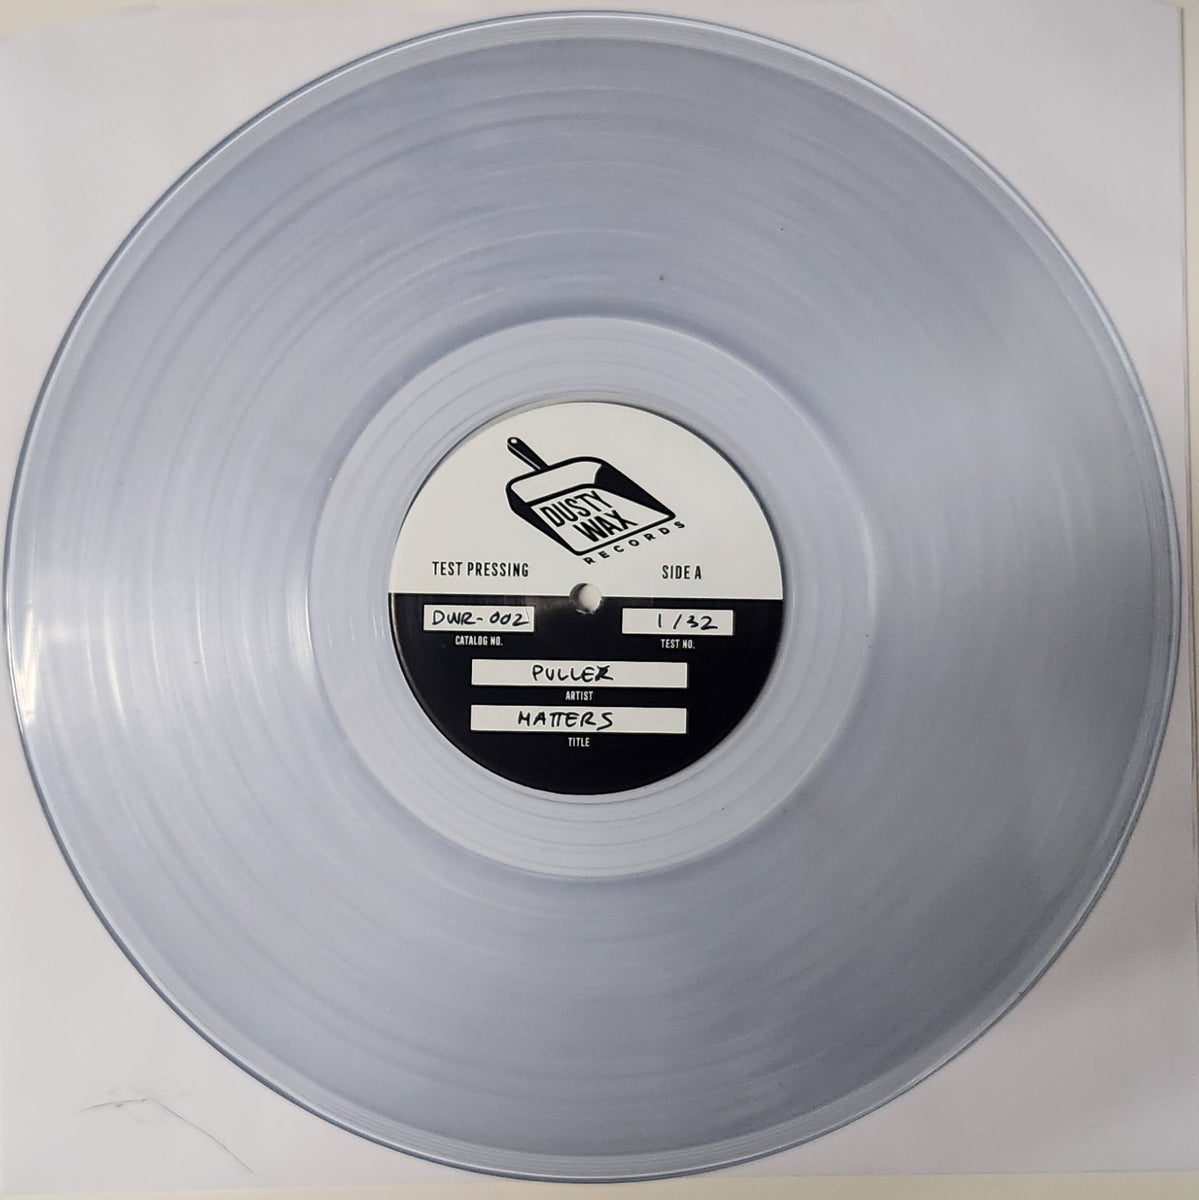 DUSTY
WAX
RECORDS
TEST PRESSING
SIDE A
DWR-002
1/32
CATALOG NO.
TEST NO.
PULLER
ARTIST
MATTERS
TITLE